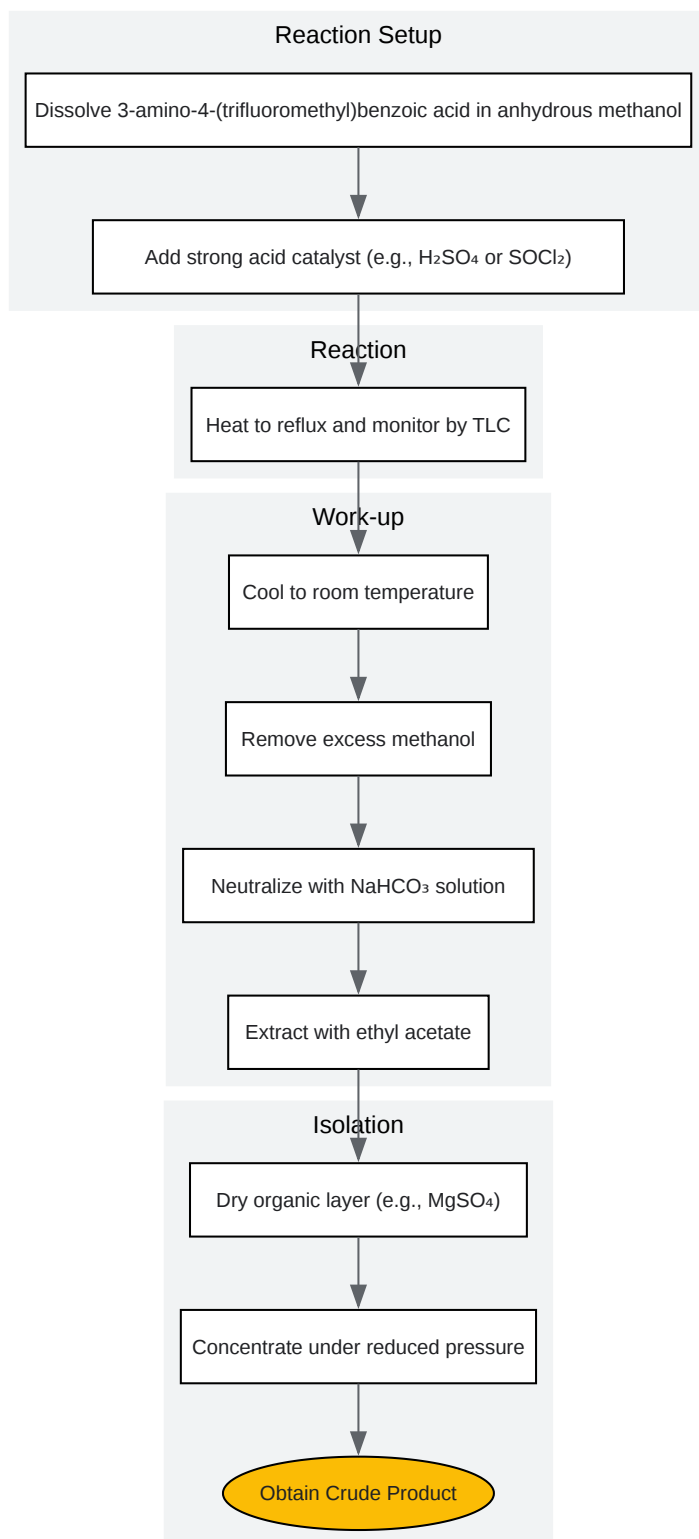 Reaction Setup
Dissolve 3-amino-4-(trifluoromethyl)benzoic acid in anhydrous methanol
Add strong acid catalyst (e.g., H₂SO₄ or SOCl₂)
Reaction
Heat to reflux and monitor by TLC
Work-up
Cool to room temperature
Remove excess methanol
Neutralize with NaHCO₃ solution
Extract with ethyl acetate
Isolation
Dry organic layer (e.g., MgSO₄)
Concentrate under reduced pressure
Obtain Crude Product